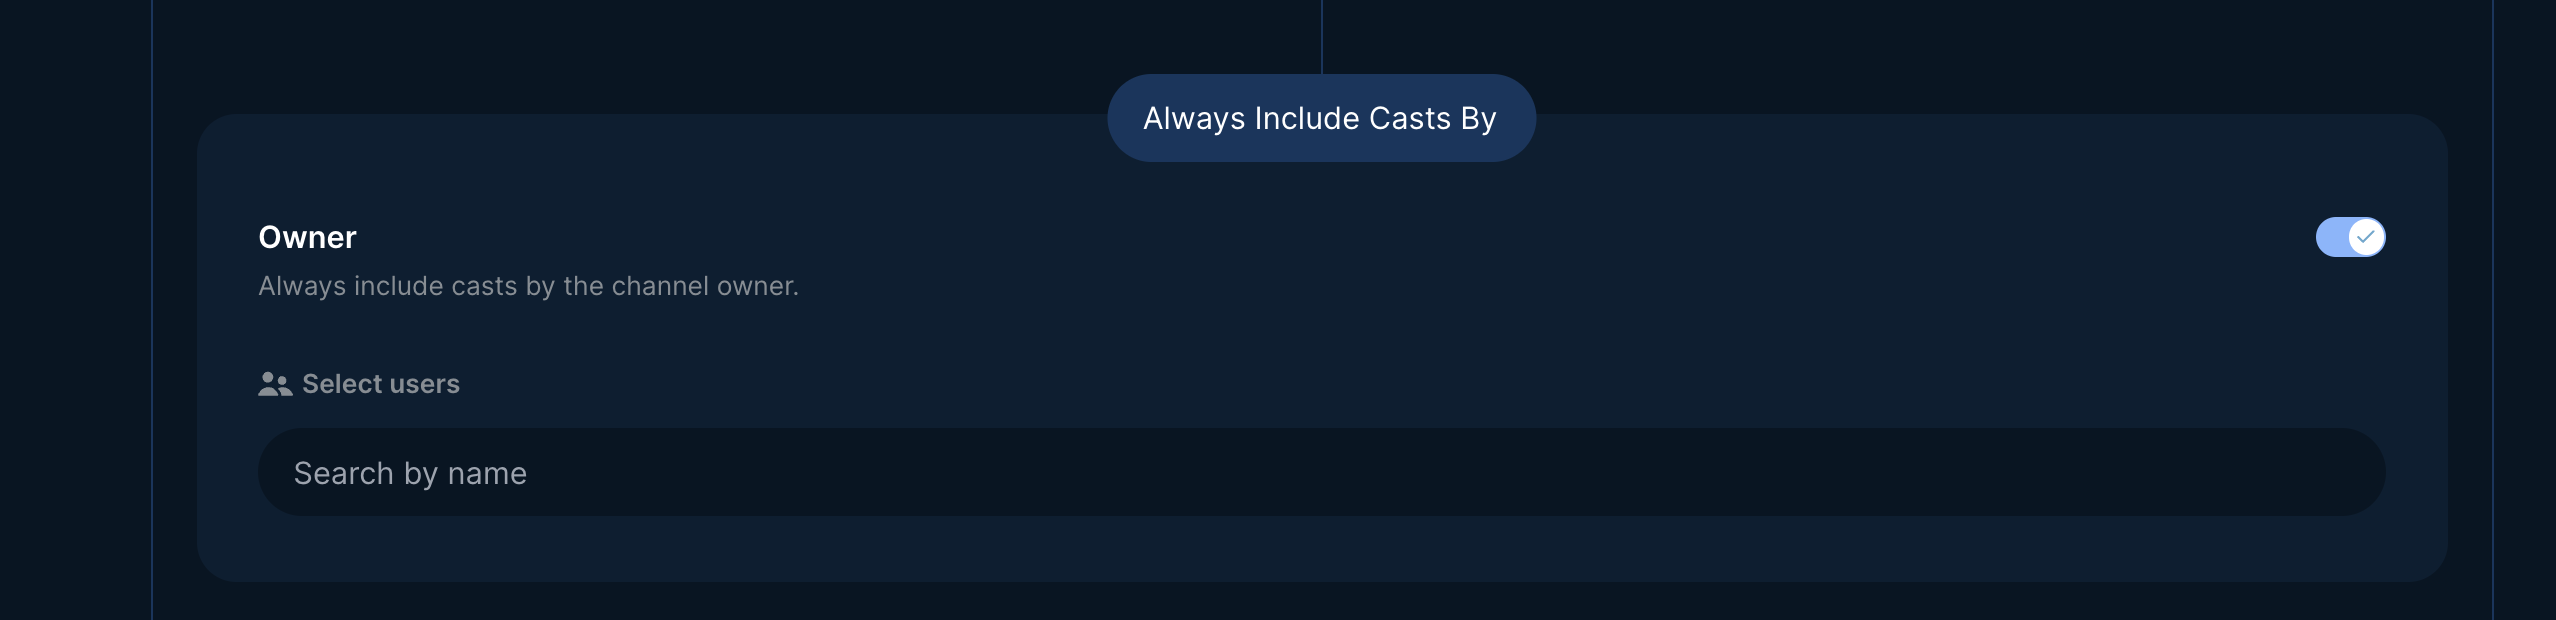 Always Include Casts By
Owner
Always include casts by the channel owner.
Select users
Search by name